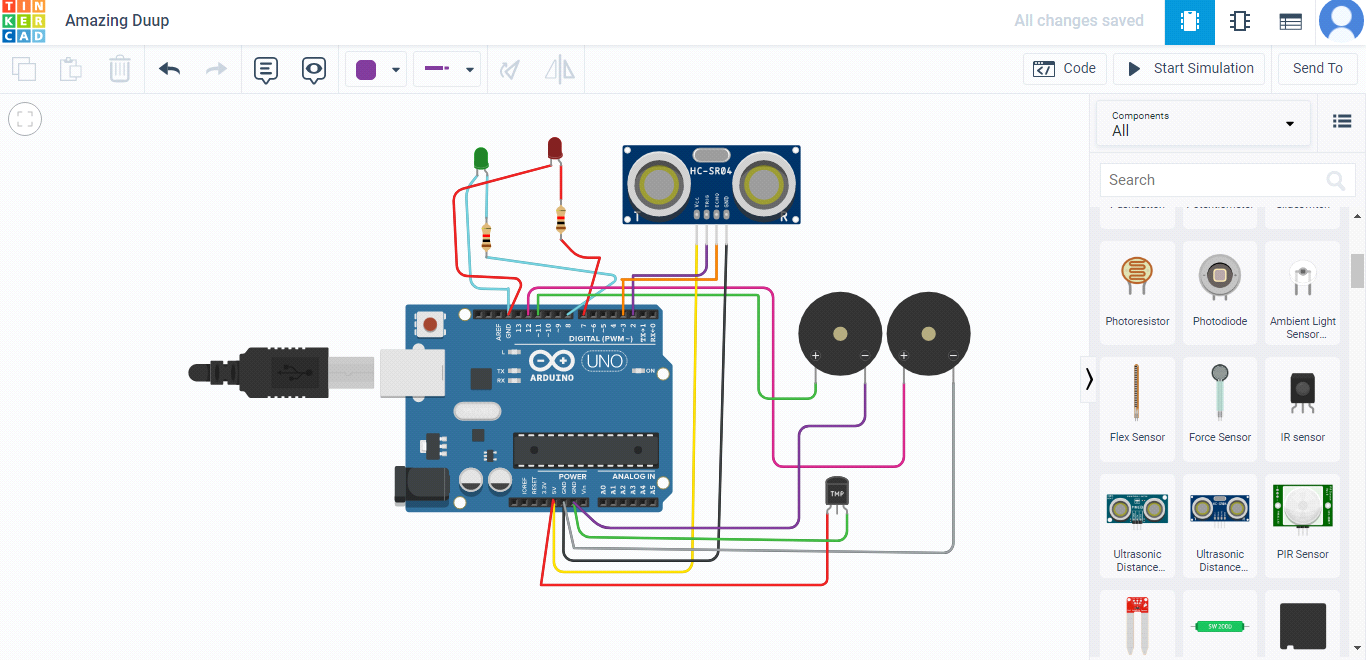 TIN
KER
CAD
Amazing Duup
All changes saved
Code
Start Simulation
Send To
Components
All
Search
Photoresistor
Photodiode
Ambient Light
Sensor...
Flex Sensor
Force Sensor
IR sensor
Ultrasonic
Distance...
Ultrasonic
Distance...
PIR Sensor
SW 200D
HC-SR04
Vcc
TRIG
ECHO
GND
T
R
AREF
GND
13
12
~11
~10
~9
8
7
~6
~5
4
~3
2
TX→1
RX←0
DIGITAL (PWM~)
L
TX
RX
UNO
ARDUINO
ON
POWER
ANALOG IN
IOREF
RESET
3.3V
5V
GND
GND
Vin
A0
A1
A2
A3
A4
A5
TMP